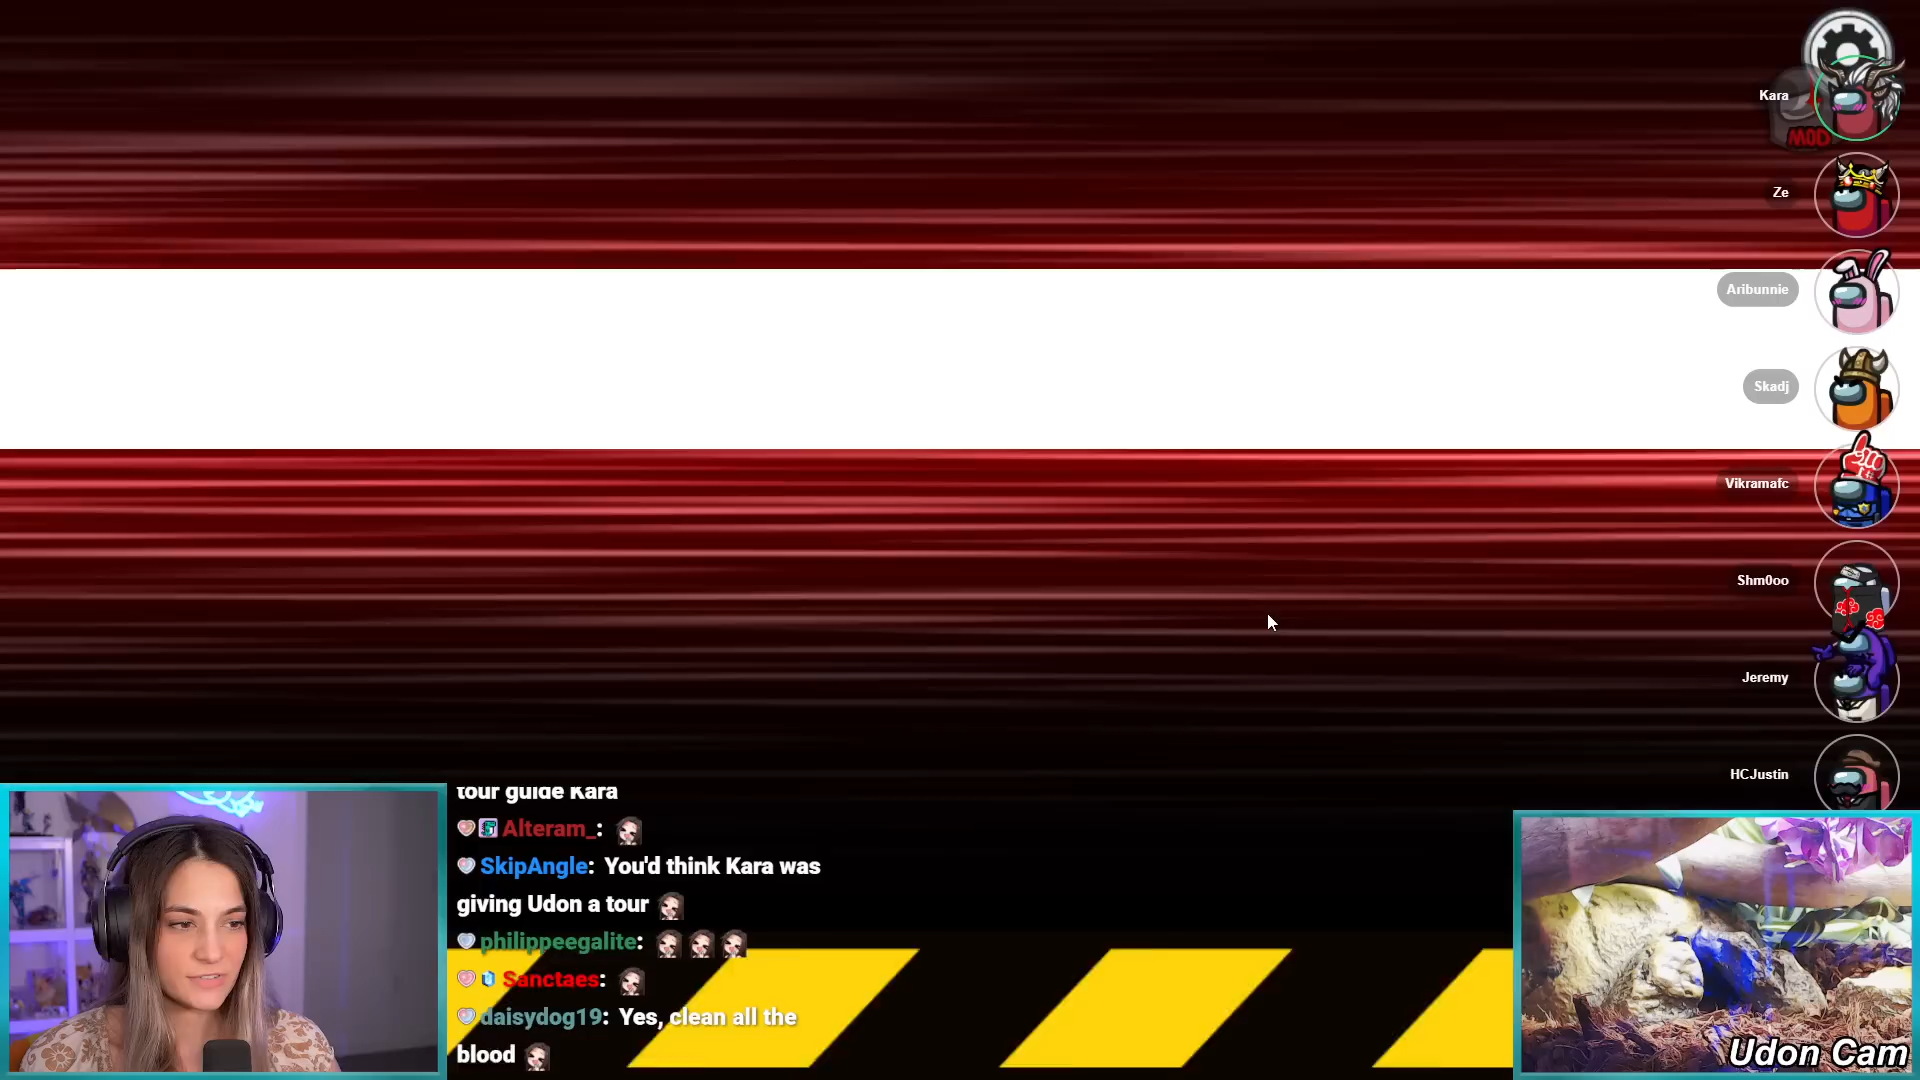 Kara
MOD
Ze
Aribunnie
Skadj
Vikramafc
Shm0oo
Jeremy
HCJustin
tour guide Kara
Alteram_:
SkipAngle: You'd think Kara was
giving Udon a tour
philippeegalite:
Sanctaes:
daisydog19: Yes, clean all the
blood
Udon Cam